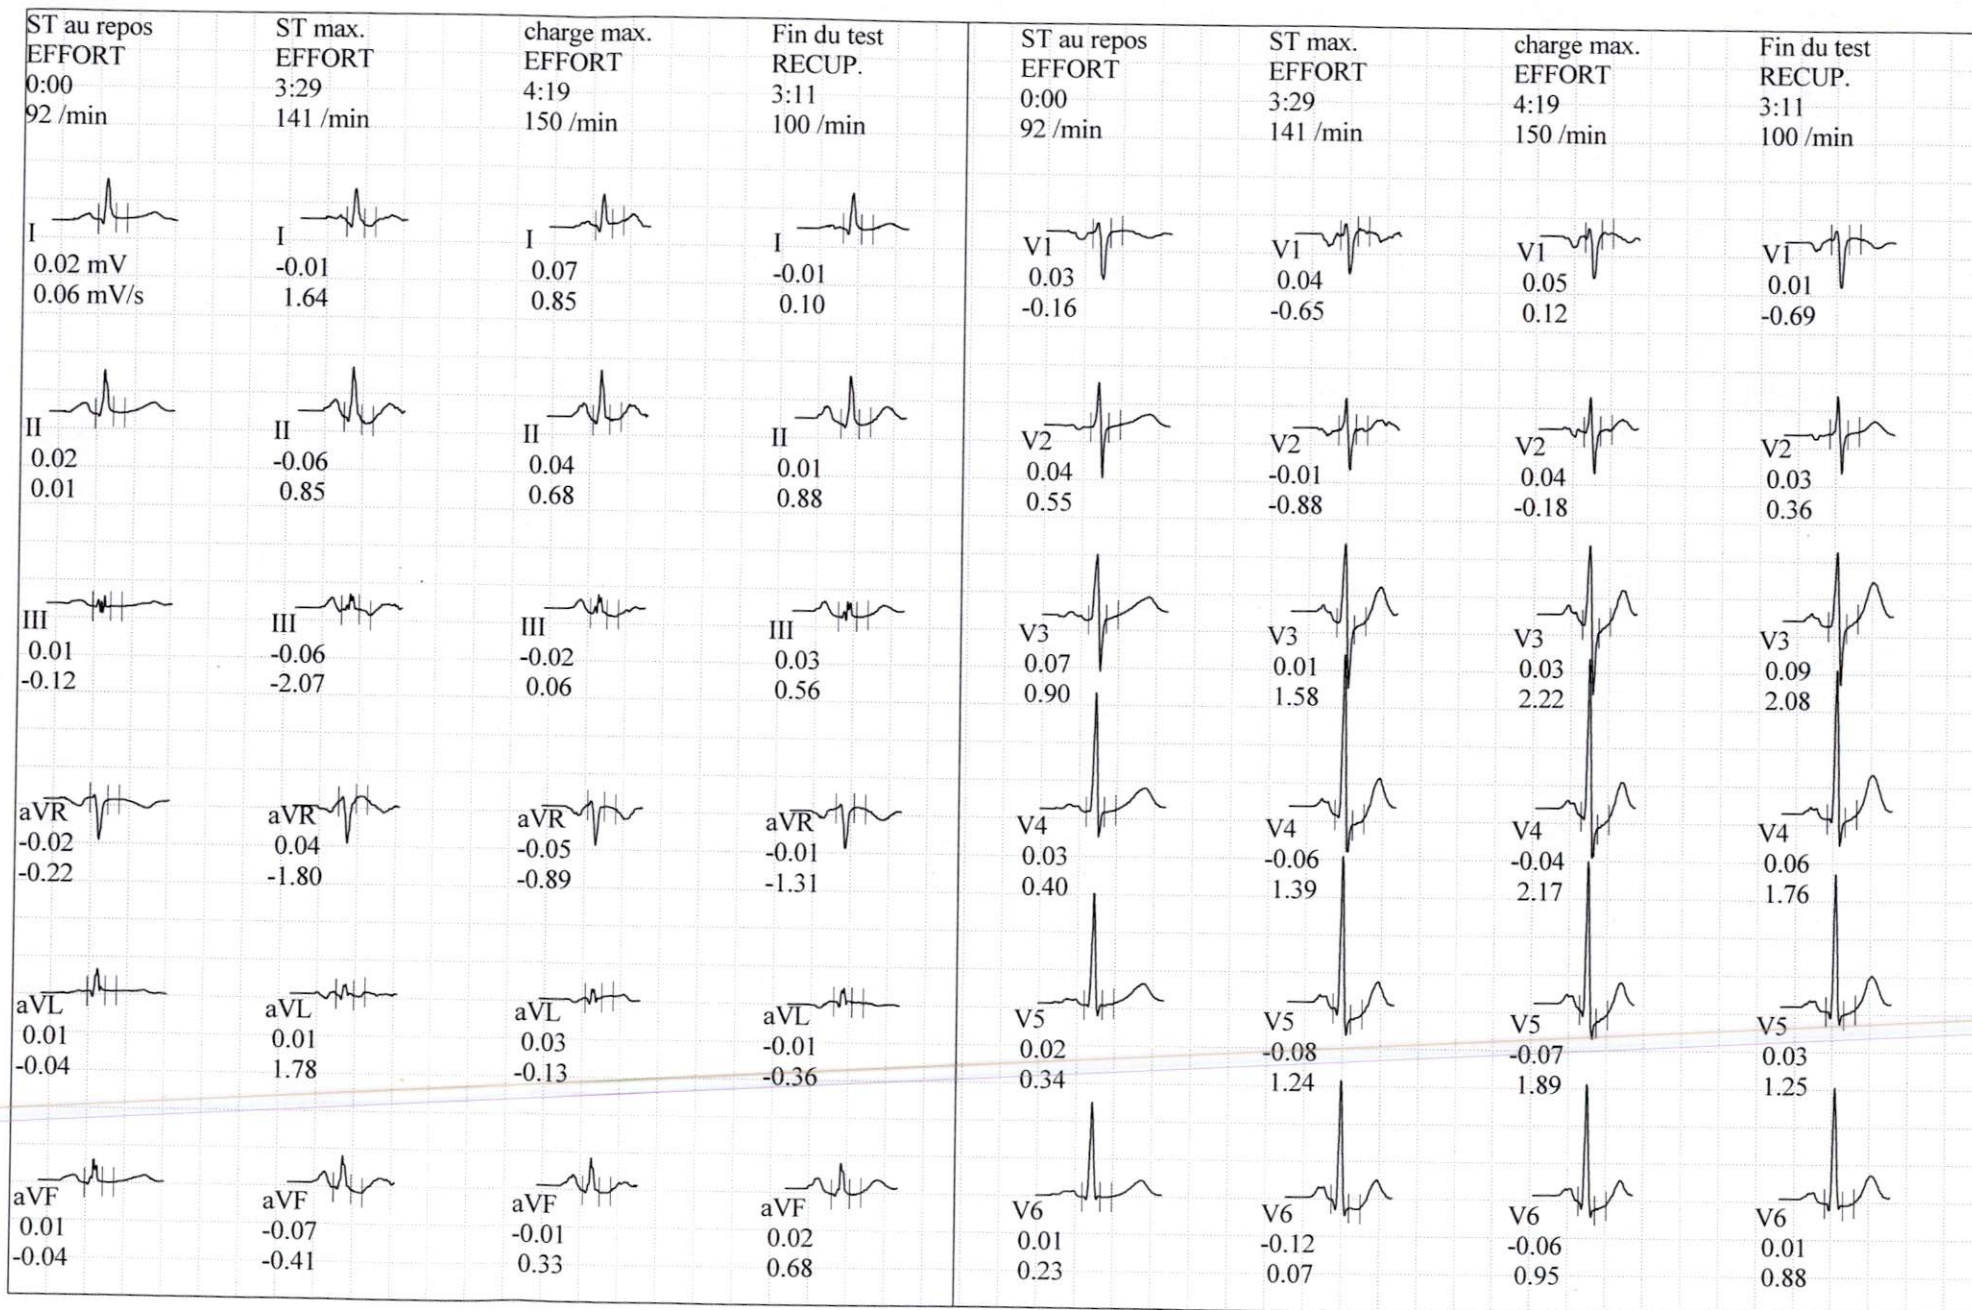 ST au repos
EFFORT
0:00
92 /min
ST max.
EFFORT
3:29
141 /min
charge max.
EFFORT
4:19
150 /min
Fin du test
RECUP.
3:11
100 /min
I
0.02 mV
0.06 mV/s
I
-0.01
1.64
I
0.07
0.85
I
-0.01
0.10
II
0.02
0.01
II
-0.06
0.85
II
0.04
0.68
II
0.01
0.88
III
0.01
-0.12
III
-0.06
-2.07
III
-0.02
0.06
III
0.03
0.56
aVR
-0.02
-0.22
aVR
0.04
-1.80
aVR
-0.05
-0.89
aVR
-0.01
-1.31
aVL
0.01
-0.04
aVL
0.01
1.78
aVL
0.03
-0.13
aVL
-0.01
-0.36
aVF
0.01
-0.04
aVF
-0.07
-0.41
aVF
-0.01
0.33
aVF
0.02
0.68
ST au repos
EFFORT
0:00
92 /min
ST max.
EFFORT
3:29
141 /min
charge max.
EFFORT
4:19
150 /min
Fin du test
RECUP.
3:11
100 /min
V1
0.03
-0.16
V1
0.04
-0.65
V1
0.05
0.12
V1
0.01
-0.69
V2
0.04
0.55
V2
-0.01
-0.88
V2
0.04
-0.18
V2
0.03
0.36
V3
0.07
0.90
V3
0.01
1.58
V3
0.03
2.22
V3
0.09
2.08
V4
0.03
0.40
V4
-0.06
1.39
V4
-0.04
2.17
V4
0.06
1.76
V5
0.02
0.34
V5
-0.08
1.24
V5
-0.07
1.89
V5
0.03
1.25
V6
0.01
0.23
V6
-0.12
0.07
V6
-0.06
0.95
V6
0.01
0.88